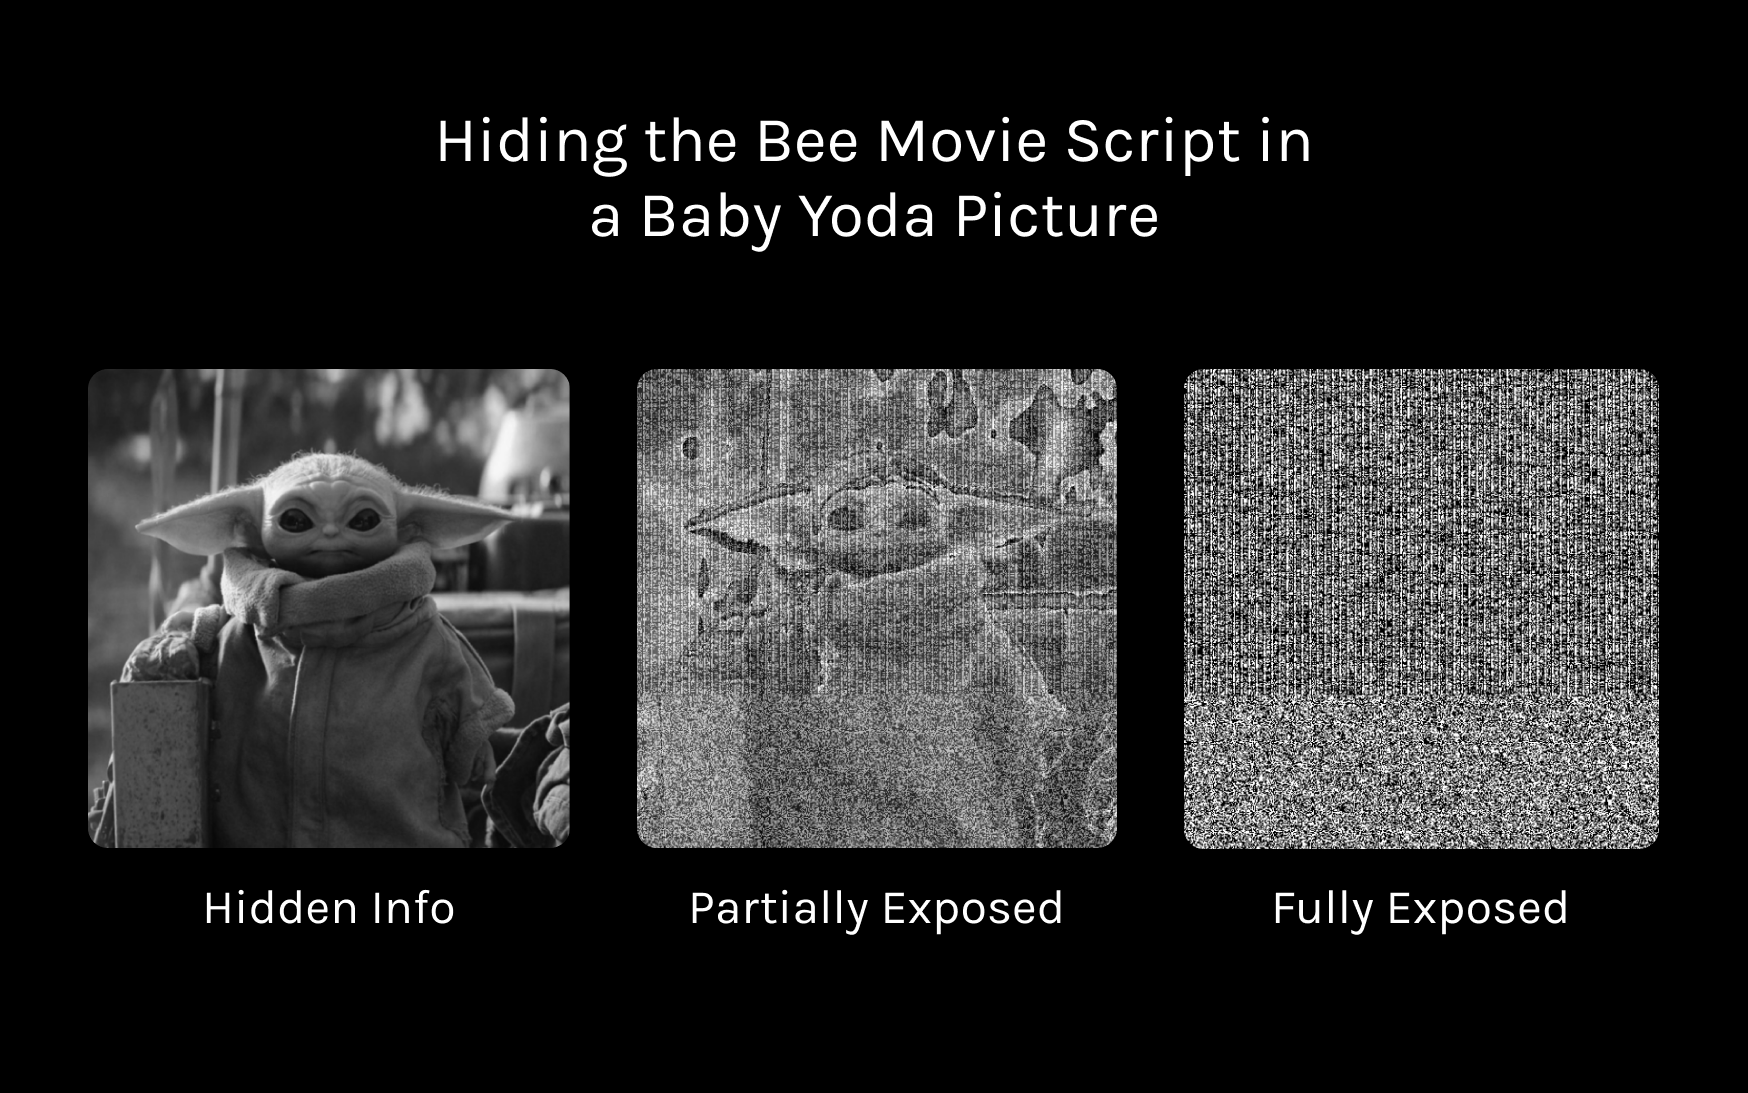 Hiding the Bee Movie Script in
a Baby Yoda Picture
Hidden Info
Partially Exposed
Fully Exposed